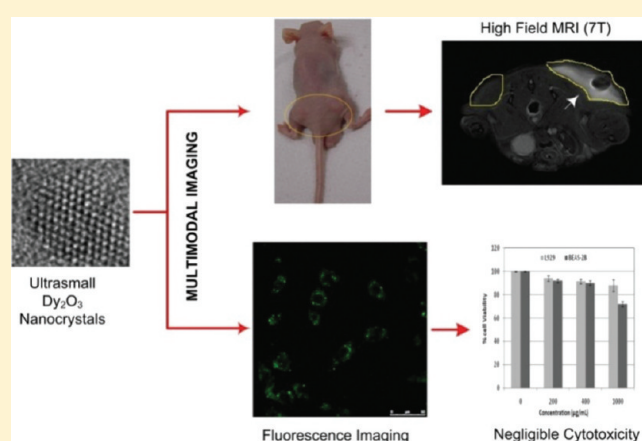 High Field MRI (7T)
MULTIMODAL IMAGING
Ultrasmall
Dy₂O₃
Nanocrystals
L929 BEAS-2B
% cell Viability
120
100
80
60
40
20
0
0 200 400 2000
Concentration (µg/mL)
Fluorescence Imaging
Negligible Cytotoxicity